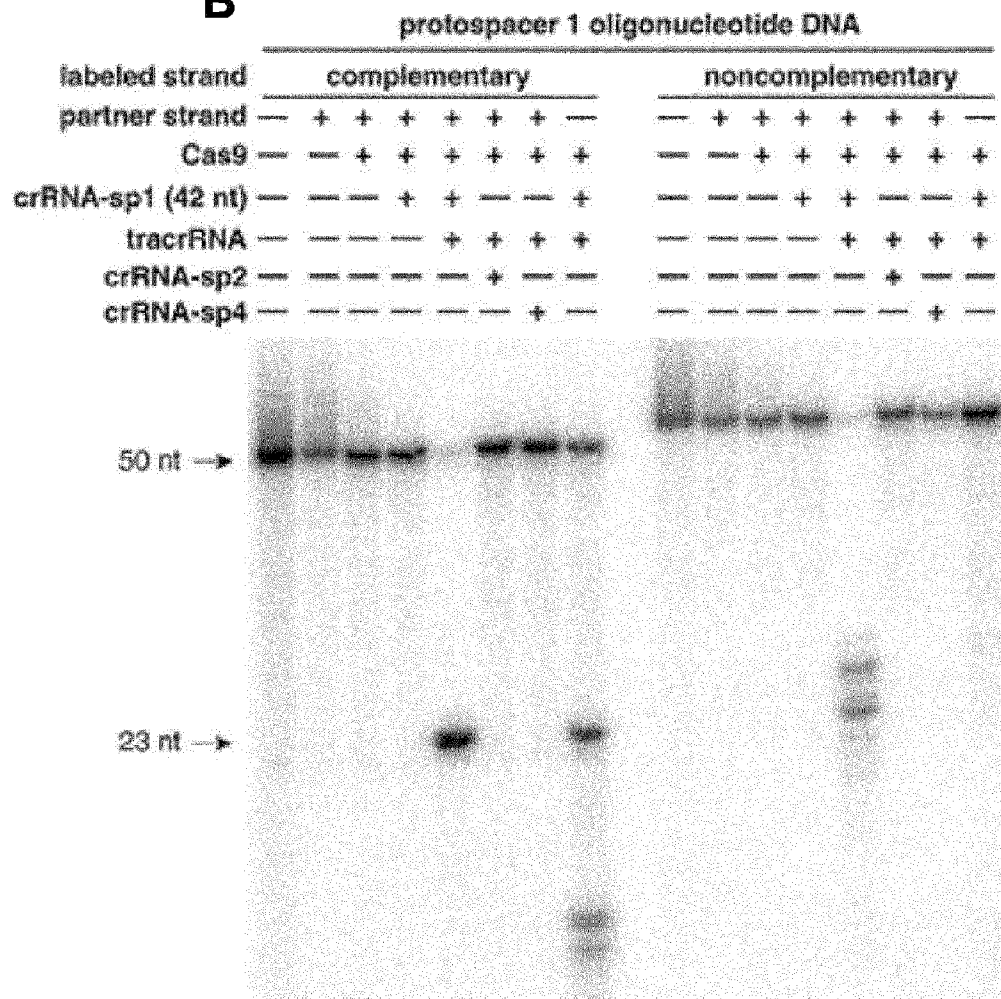 B
protospacer 1 oligonucleotide DNA
labeled strand complementary noncomplementary
partner strand — + + + + + + — — + + + + + + —
Cas9 — — + + + + + + — — + + + + + +
crRNA-sp1 (42 nt) — — — + + — — + — — — + + — — +
tracrRNA — — — — + + + + — — — — + + + +
crRNA-sp2 — — — — — + — — — — — — — + — —
crRNA-sp4 — — — — — — + — — — — — — — + —
50 nt →
23 nt →